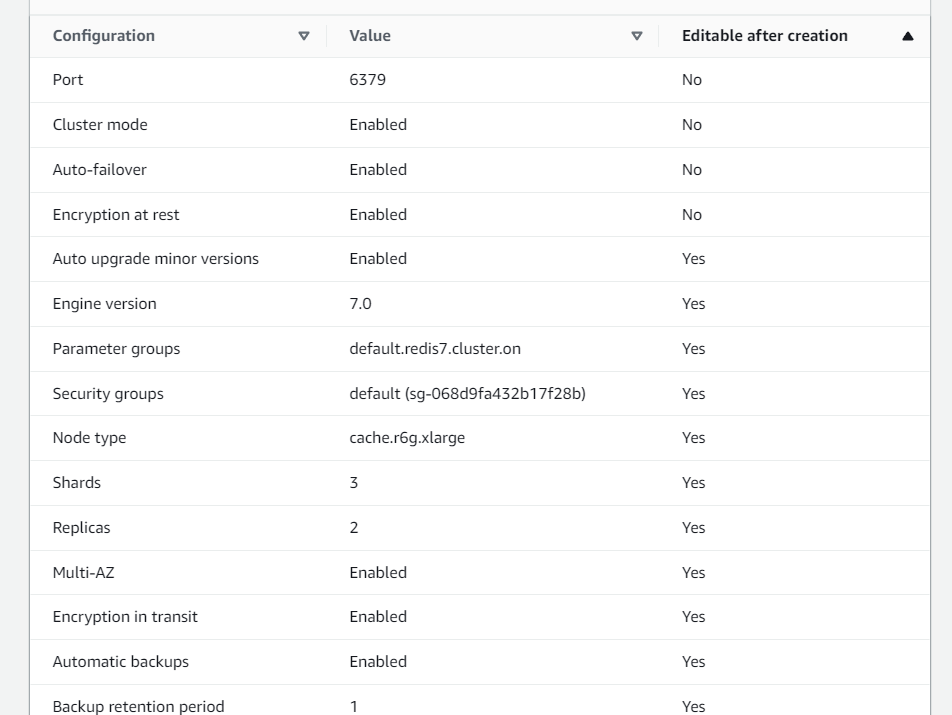 Configuration Value Editable after creation
Port 6379 No
Cluster mode Enabled No
Auto-failover Enabled No
Encryption at rest Enabled No
Auto upgrade minor versions Enabled Yes
Engine version 7.0 Yes
Parameter groups default.redis7.cluster.on Yes
Security groups default (sg-068d9fa432b17f28b) Yes
Node type cache.r6g.xlarge Yes
Shards 3 Yes
Replicas 2 Yes
Multi-AZ Enabled Yes
Encryption in transit Enabled Yes
Automatic backups Enabled Yes
Backup retention period 1 Yes